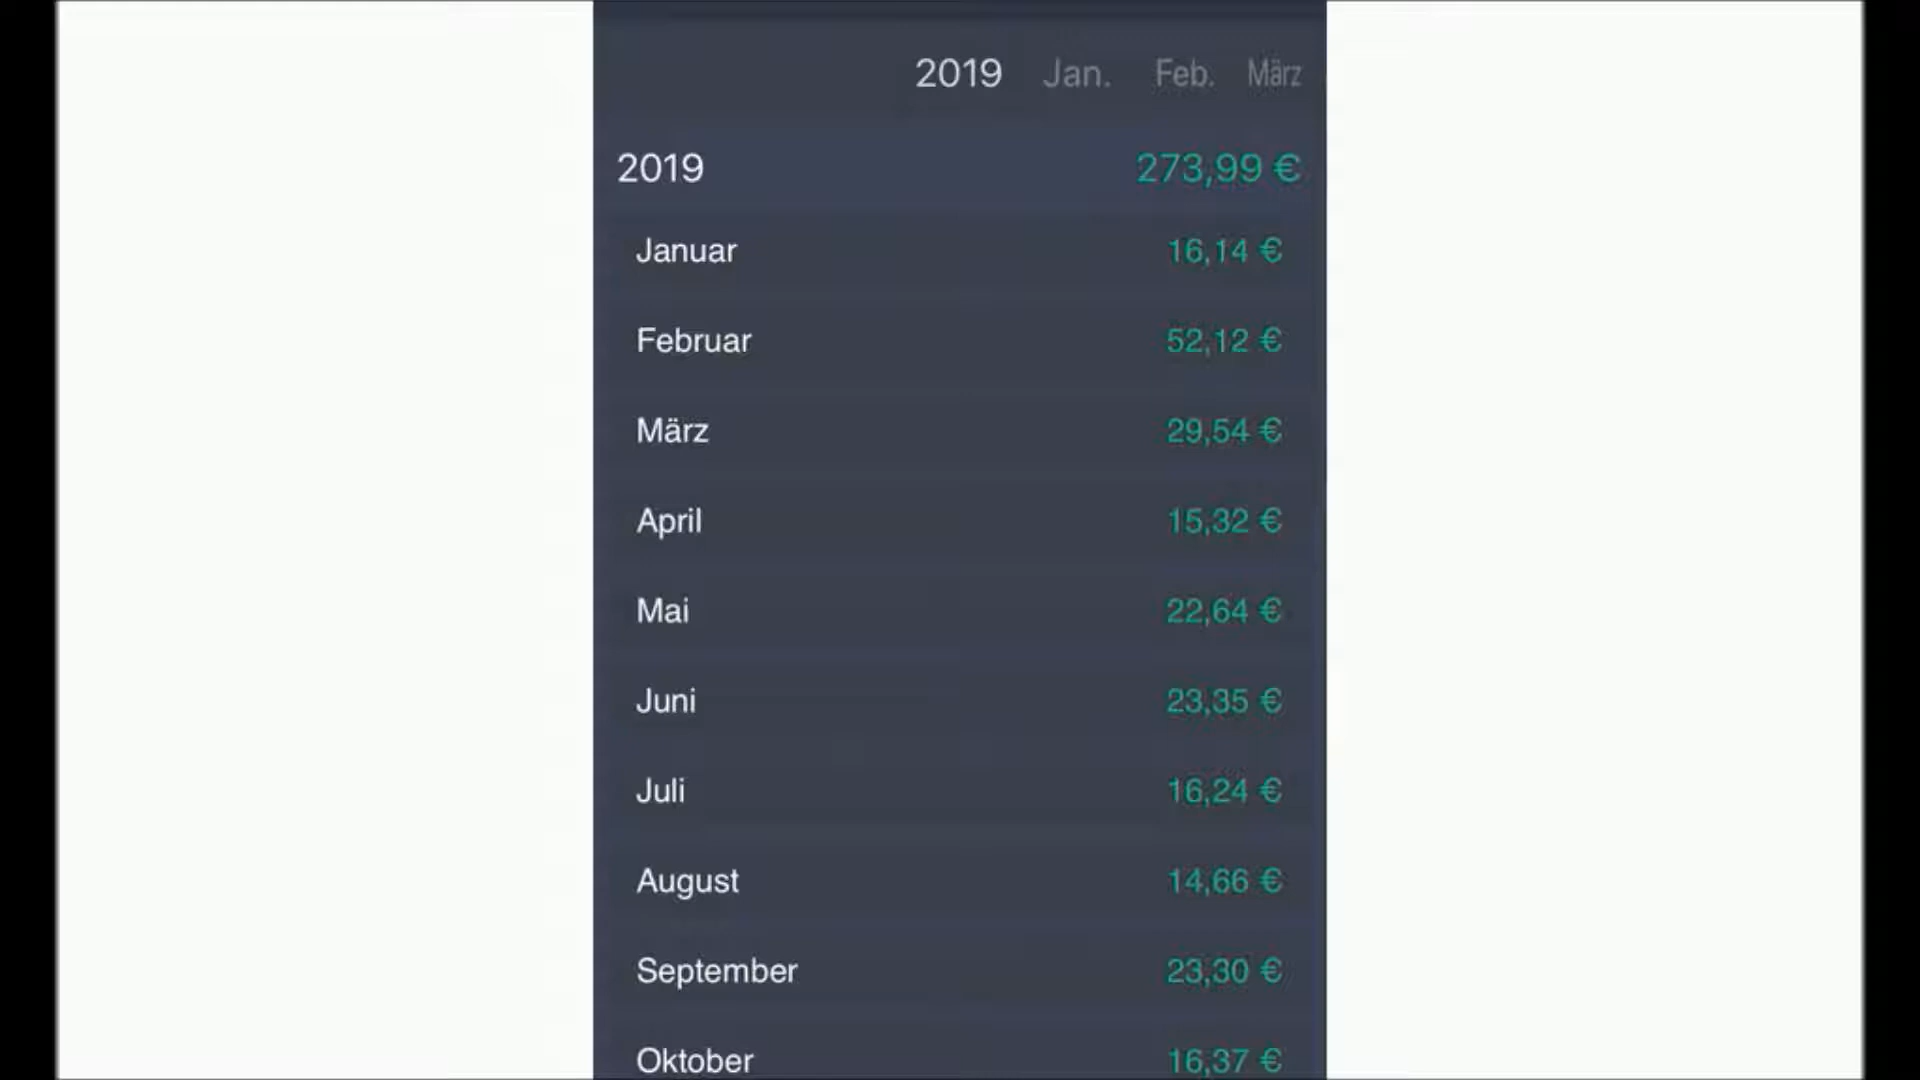 2019 Jan. Feb. März
2019 273,99 €
Januar 16,14 €
Februar 52,12 €
März 29,54 €
April 15,32 €
Mai 22,64 €
Juni 23,35 €
Juli 16,24 €
August 14,66 €
September 23,30 €
Oktober 16,37 €